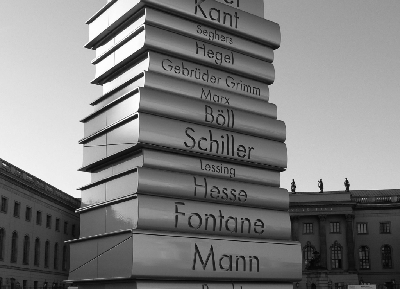 Kant
Seghers
Hegel
Gebrüder Grimm
Marx
Böll
Schiller
Lessing
Hesse
Fontane
Mann